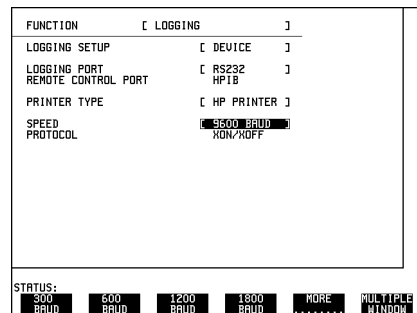 FUNCTION [ LOGGING ]
LOGGING SETUP [ DEVICE ]
LOGGING PORT [ RS232 ]
REMOTE CONTROL PORT HPIB
PRINTER TYPE [ HP PRINTER ]
SPEED [ 9600 BAUD ]
PROTOCOL XON/XOFF
STATUS:
300 BAUD 600 BAUD 1200 BAUD 1800 BAUD MORE ........ MULTIPLE WINDOW